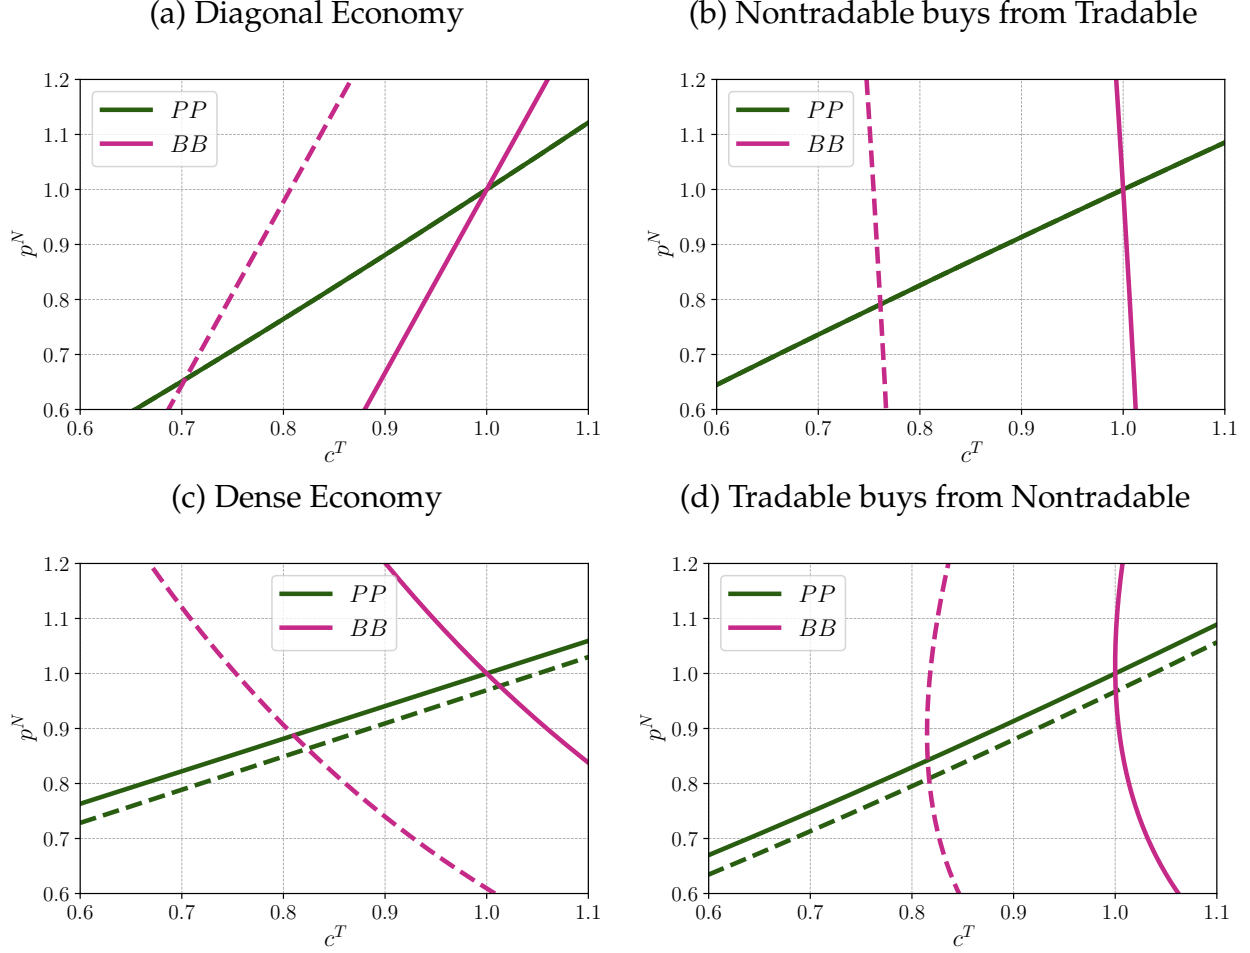 (a) Diagonal Economy
1.2
1.1
1.0
0.9
0.8
0.7
0.6
p^N
PP
BB
0.6 0.7 0.8 0.9 1.0 1.1
c^T
(b) Nontradable buys from Tradable
1.2
1.1
1.0
0.9
0.8
0.7
0.6
p^N
PP
BB
0.6 0.7 0.8 0.9 1.0 1.1
c^T
(c) Dense Economy
1.2
1.1
1.0
0.9
0.8
0.7
0.6
p^N
PP
BB
0.6 0.7 0.8 0.9 1.0 1.1
c^T
(d) Tradable buys from Nontradable
1.2
1.1
1.0
0.9
0.8
0.7
0.6
p^N
PP
BB
0.6 0.7 0.8 0.9 1.0 1.1
c^T